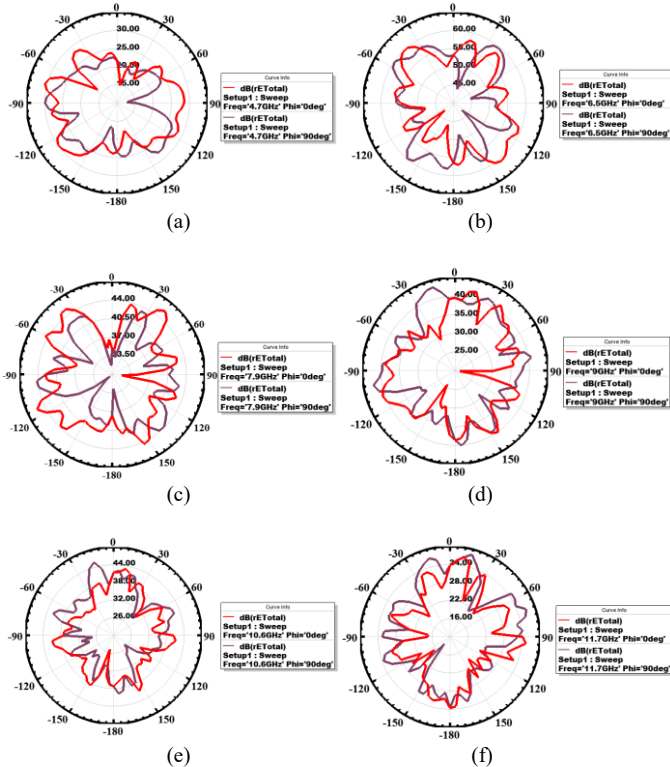 0
-30
30
-60
60
-90
90
-120
120
-150
150
-180
30.00
25.00
20.00
15.00
Curve Info
dB(rETotal)
Setup1 : Sweep
Freq='4.7GHz' Phi='0deg'
dB(rETotal)
Setup1 : Sweep
Freq='4.7GHz' Phi='90deg'
(a)
0
-30
30
-60
60
-90
90
-120
120
-150
150
-180
60.00
55.00
50.00
45.00
Curve Info
dB(rETotal)
Setup1 : Sweep
Freq='6.5GHz' Phi='0deg'
dB(rETotal)
Setup1 : Sweep
Freq='6.5GHz' Phi='90deg'
(b)
0
-30
30
-60
60
-90
90
-120
120
-150
150
-180
44.00
40.50
37.00
33.50
Curve Info
dB(rETotal)
Setup1 : Sweep
Freq='7.9GHz' Phi='0deg'
dB(rETotal)
Setup1 : Sweep
Freq='7.9GHz' Phi='90deg'
(c)
0
-30
30
-60
60
-90
90
-120
120
-150
150
-180
40.00
35.00
30.00
25.00
Curve Info
dB(rETotal)
Setup1 : Sweep
Freq='9GHz' Phi='0deg'
dB(rETotal)
Setup1 : Sweep
Freq='9GHz' Phi='90deg'
(d)
0
-30
30
-60
60
-90
90
-120
120
-150
150
-180
44.00
38.00
32.00
26.00
Curve Info
dB(rETotal)
Setup1 : Sweep
Freq='10.6GHz' Phi='0deg'
dB(rETotal)
Setup1 : Sweep
Freq='10.6GHz' Phi='90deg'
(e)
0
-30
30
-60
60
-90
90
-120
120
-150
150
-180
34.00
28.00
22.00
16.00
Curve Info
dB(rETotal)
Setup1 : Sweep
Freq='11.7GHz' Phi='0deg'
dB(rETotal)
Setup1 : Sweep
Freq='11.7GHz' Phi='90deg'
(f)